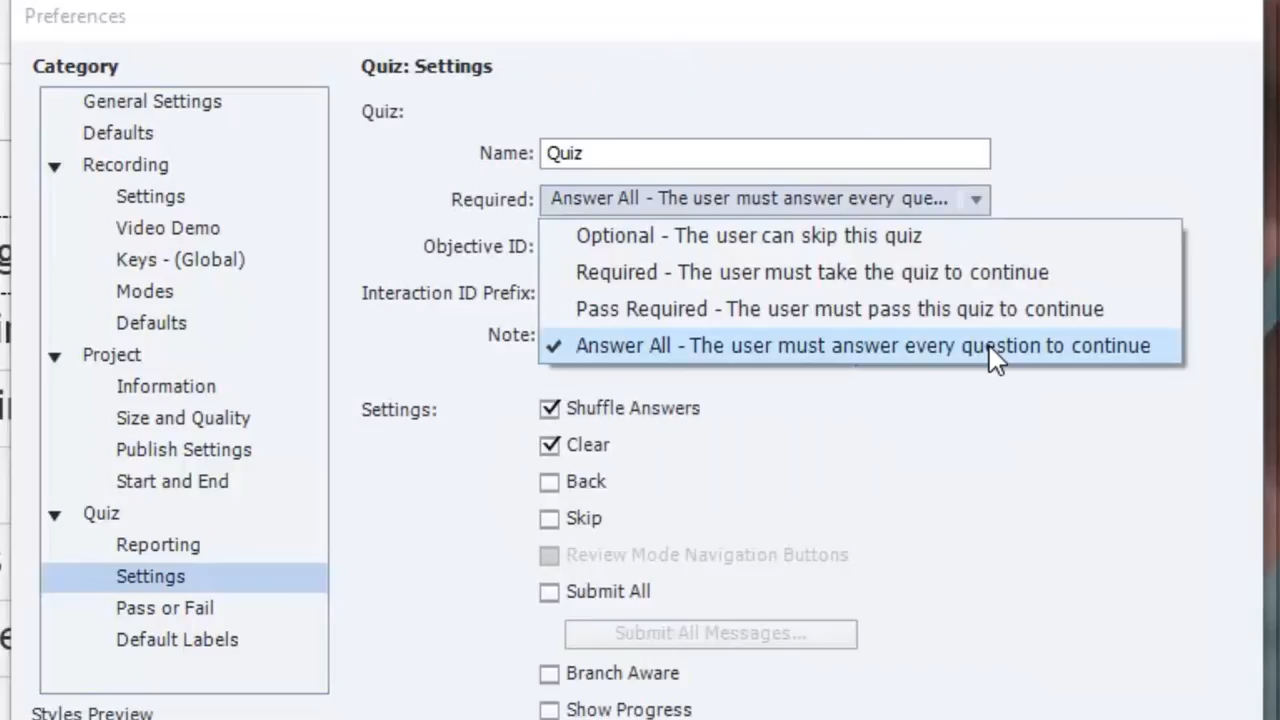 Preferences
Category
General Settings
Defaults
Recording
Settings
Video Demo
Keys - (Global)
Modes
Defaults
Project
Information
Size and Quality
Publish Settings
Start and End
Quiz
Reporting
Settings
Pass or Fail
Default Labels
Styles Preview
Quiz: Settings
Quiz:
Name: Quiz
Required: Answer All - The user must answer every que...
Optional - The user can skip this quiz
Required - The user must take the quiz to continue
Pass Required - The user must pass this quiz to continue
Answer All - The user must answer every question to continue
Objective ID:
Interaction ID Prefix:
Note:
Settings:
Shuffle Answers
Clear
Back
Skip
Review Mode Navigation Buttons
Submit All
Submit All Messages...
Branch Aware
Show Progress